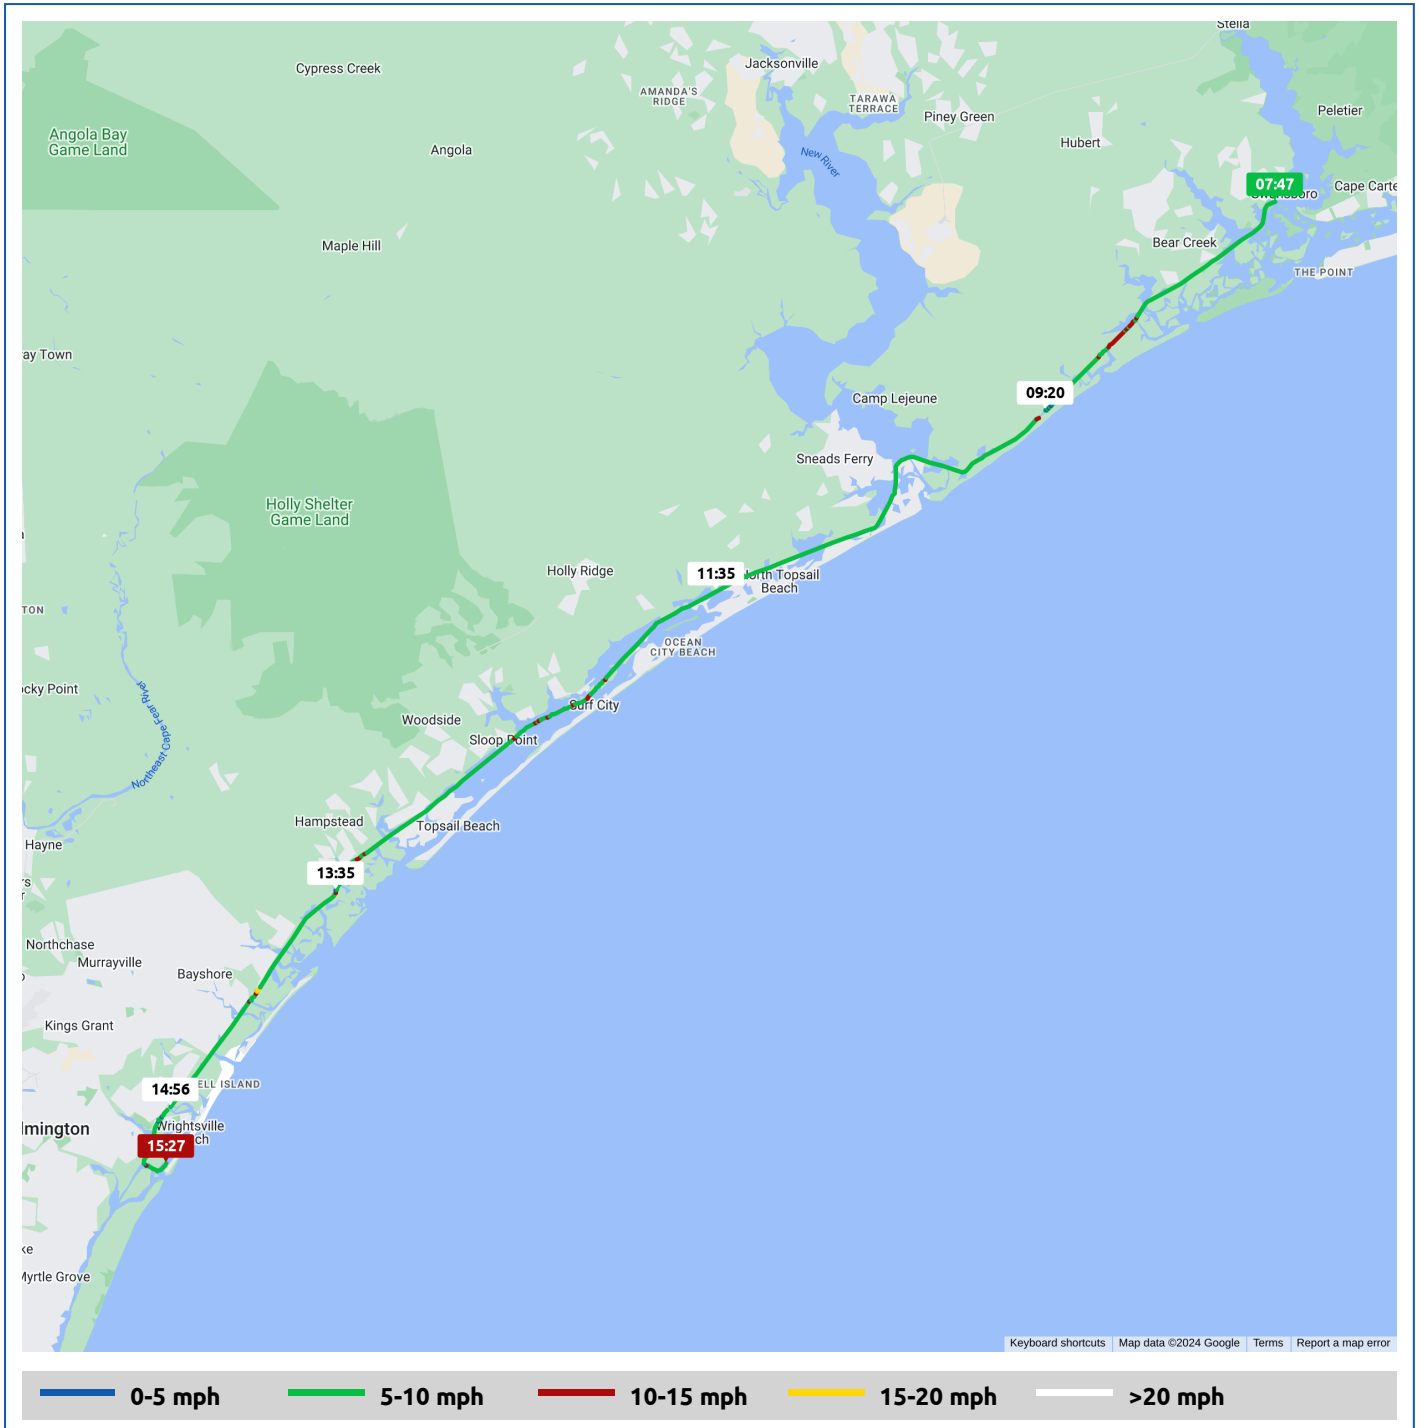 Stella
Cypress Creek
Jacksonville
AMANDA'S
RIDGE
TARAWA
TERRACE
Piney Green
Peletier
Angola Bay
Game Land
Angola
Hubert
New River
07:47
Cape Carte
Maple Hill
Bear Creek
THE POINT
ay Town
09:20
Camp Lejeune
Sneads Ferry
Holly Shelter
Game Land
11:35
orth Topsail
Beach
Holly Ridge
TON
OCEAN
CITY BEACH
ocky Point
Northeast Cape Fear River
Surf City
Woodside
Sloop Point
Hampstead
Topsail Beach
Hayne
13:35
rs
r
Northchase
Murrayville
Bayshore
Kings Grant
14:56
ELL ISLAND
lmington
Wrightsville
ch
15:27
ke
Myrtle Grove
Keyboard shortcuts
Map data ©2024 Google
Terms
Report a map error
0-5 mph
5-10 mph
10-15 mph
15-20 mph
>20 mph